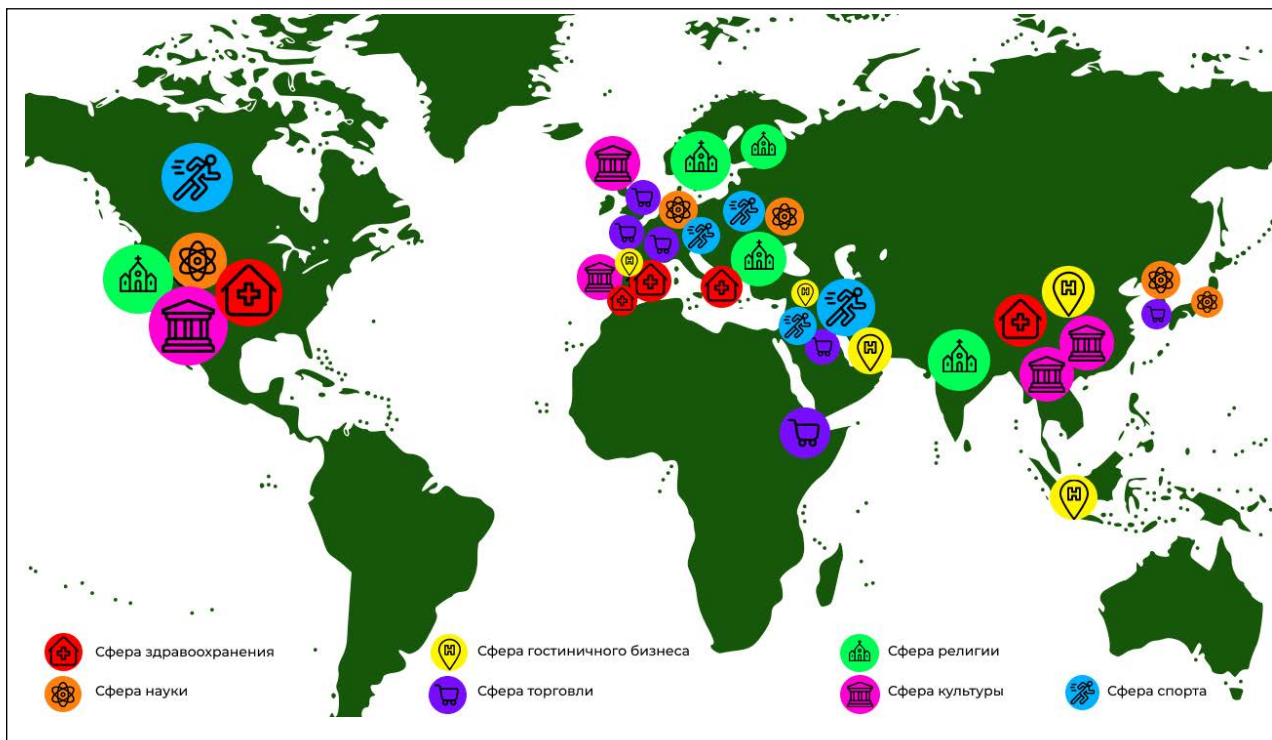 Сфера здравоохранения
Сфера гостиничного бизнеса
Сфера религии
Сфера науки
Сфера торговли
Сфера культуры
Сфера спорта